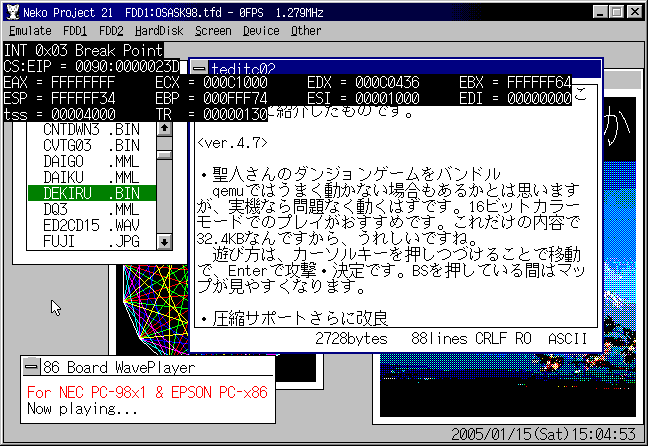 Neko Project 21 FDD1:OSASK98.tfd - 0FPS 1.279MHz
Emulate FDD1 FDD2 HardDisk Screen Device Other
INT 0x03 Break Point
CS:EIP = 0090:0000023D
EAX = FFFFFFFF ECX = 000C1000 EDX = 000C0436 EBX = FFFFFF64
ESP = FFFFFF34 EBP = 000FFF74 ESI = 00001000 EDI = 00000000
tss = 00004000 TR = 00000130
CNTDWN3 .BIN
CVTG03 .BIN
DAIGO .MML
DAIKU .MML
DEKIRU .BIN
DQ3 .MML
ED2CD15 .WAV
FUJI .JPG
teditc02
こ
紹介したものです。
<ver.4.7>
・聖人さんのダンジョンゲームをバンドル
qemuではうまく動かない場合もあるかとは思います
が、実機なら問題なく動くはずです。16ビットカラー
モードでのプレイがおすすめです。これだけの内容で
32.4KBなんですから、うれしいですね。
遊び方は、カーソルキーを押しつづけることで移動
で、Enterで攻撃・決定です。BSを押している間はマッ
プが見やすくなります。
・圧縮サポートさらに改良
2728bytes 88lines CRLF RO ASCII
か
86 Board WavePlayer
For NEC PC-98x1 & EPSON PC-x86
Now playing...
2005/01/15(Sat)15:04:53